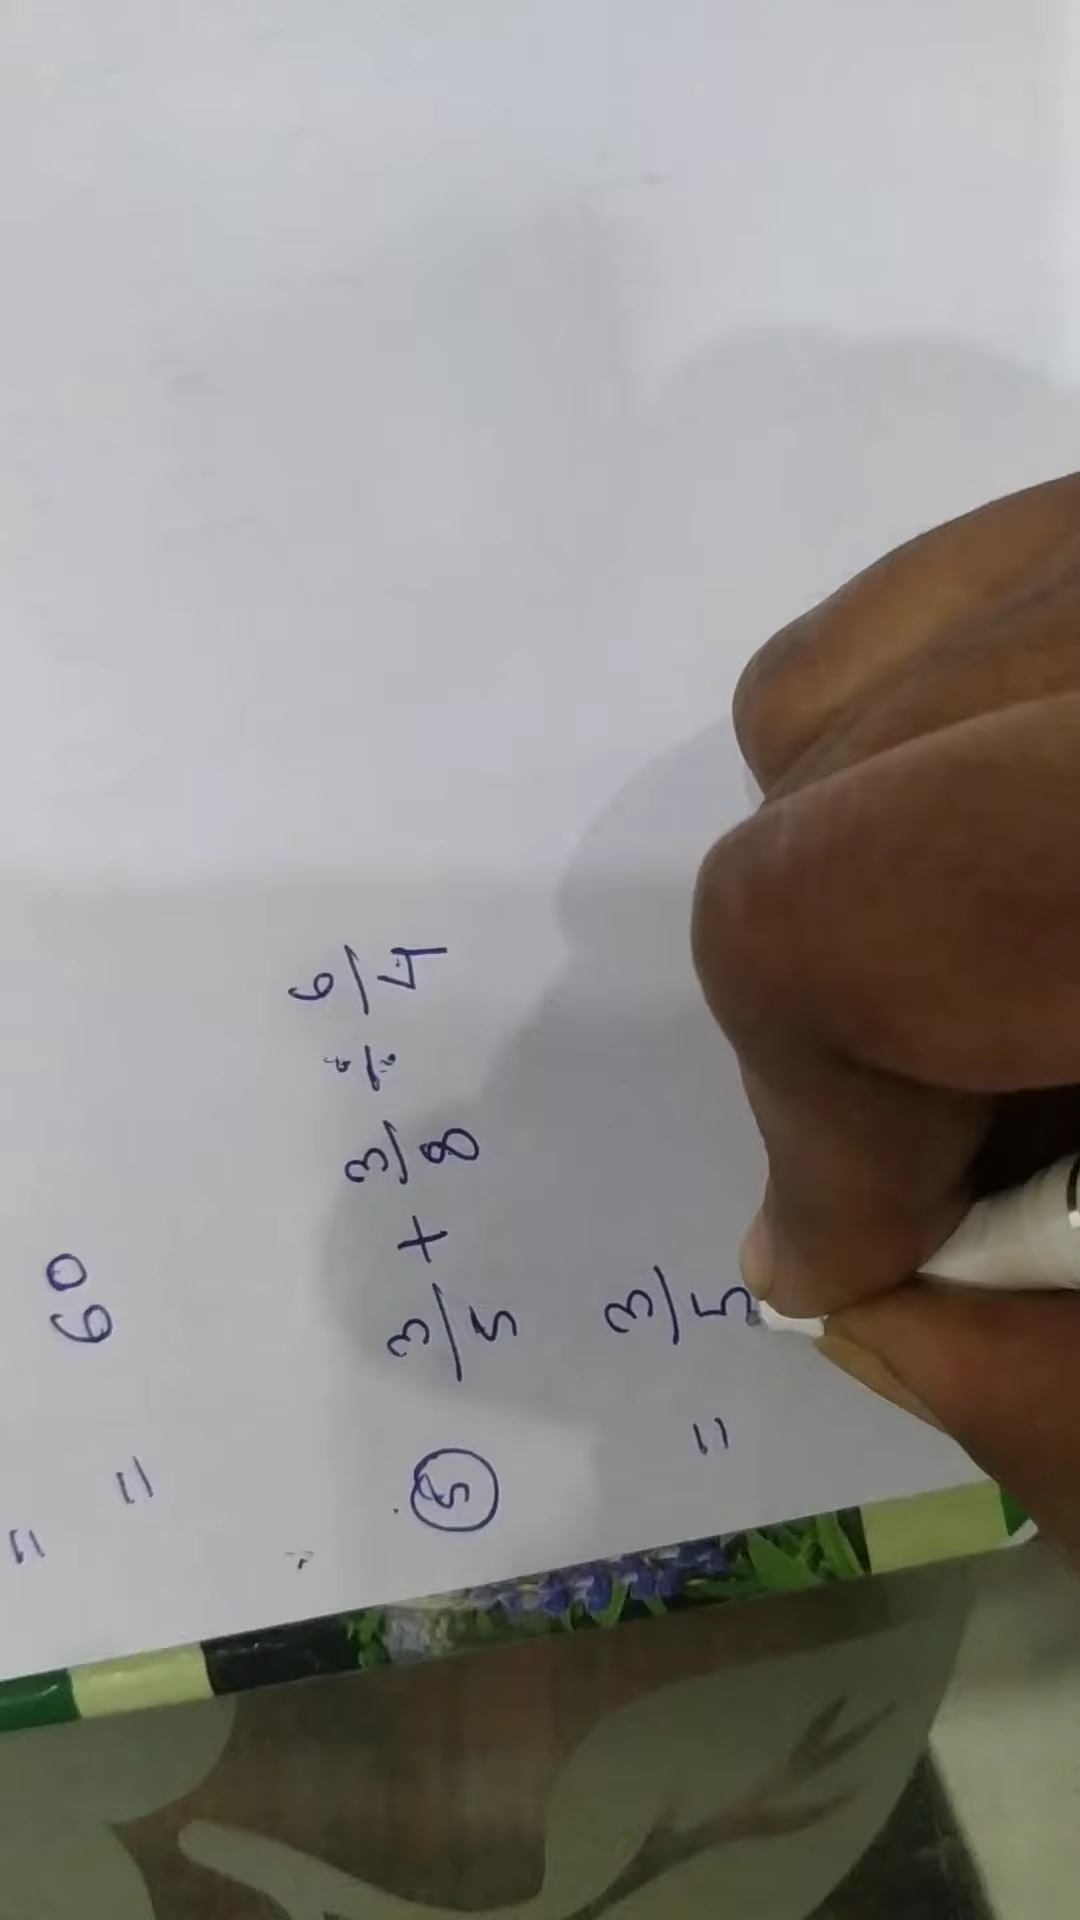 =
= 60
(5) 3/5 + 3/8 ÷ 6/4
= 3/5